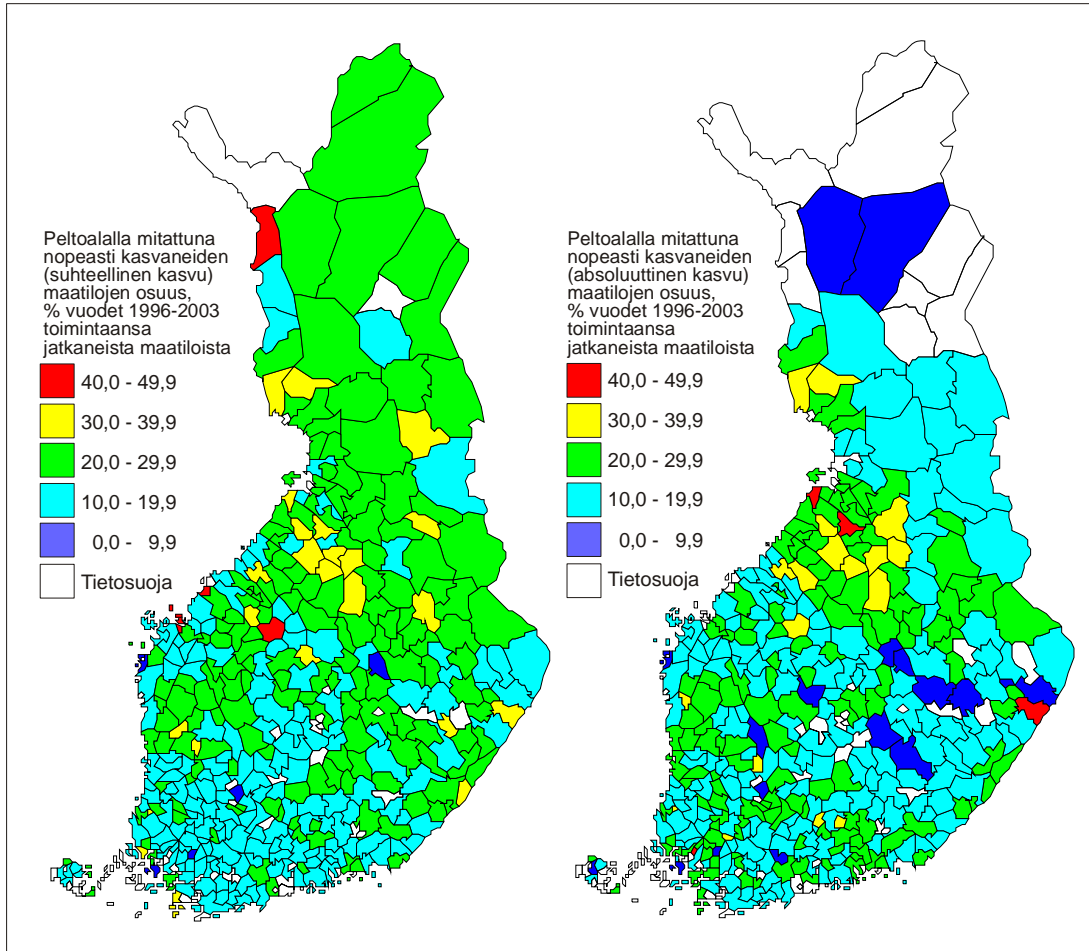 Peltoalalla mitattuna
nopeasti kasvaneiden
(suhteellinen kasvu)
maatilojen osuus,
% vuodet 1996-2003
toimintaansa
jatkaneista maatiloista
40,0 - 49,9
30,0 - 39,9
20,0 - 29,9
10,0 - 19,9
0,0 - 9,9
Tietosuoja
Peltoalalla mitattuna
nopeasti kasvaneiden
(absoluuttinen kasvu)
maatilojen osuus,
% vuodet 1996-2003
toimintaansa
jatkaneista maatiloista
40,0 - 49,9
30,0 - 39,9
20,0 - 29,9
10,0 - 19,9
0,0 - 9,9
Tietosuoja